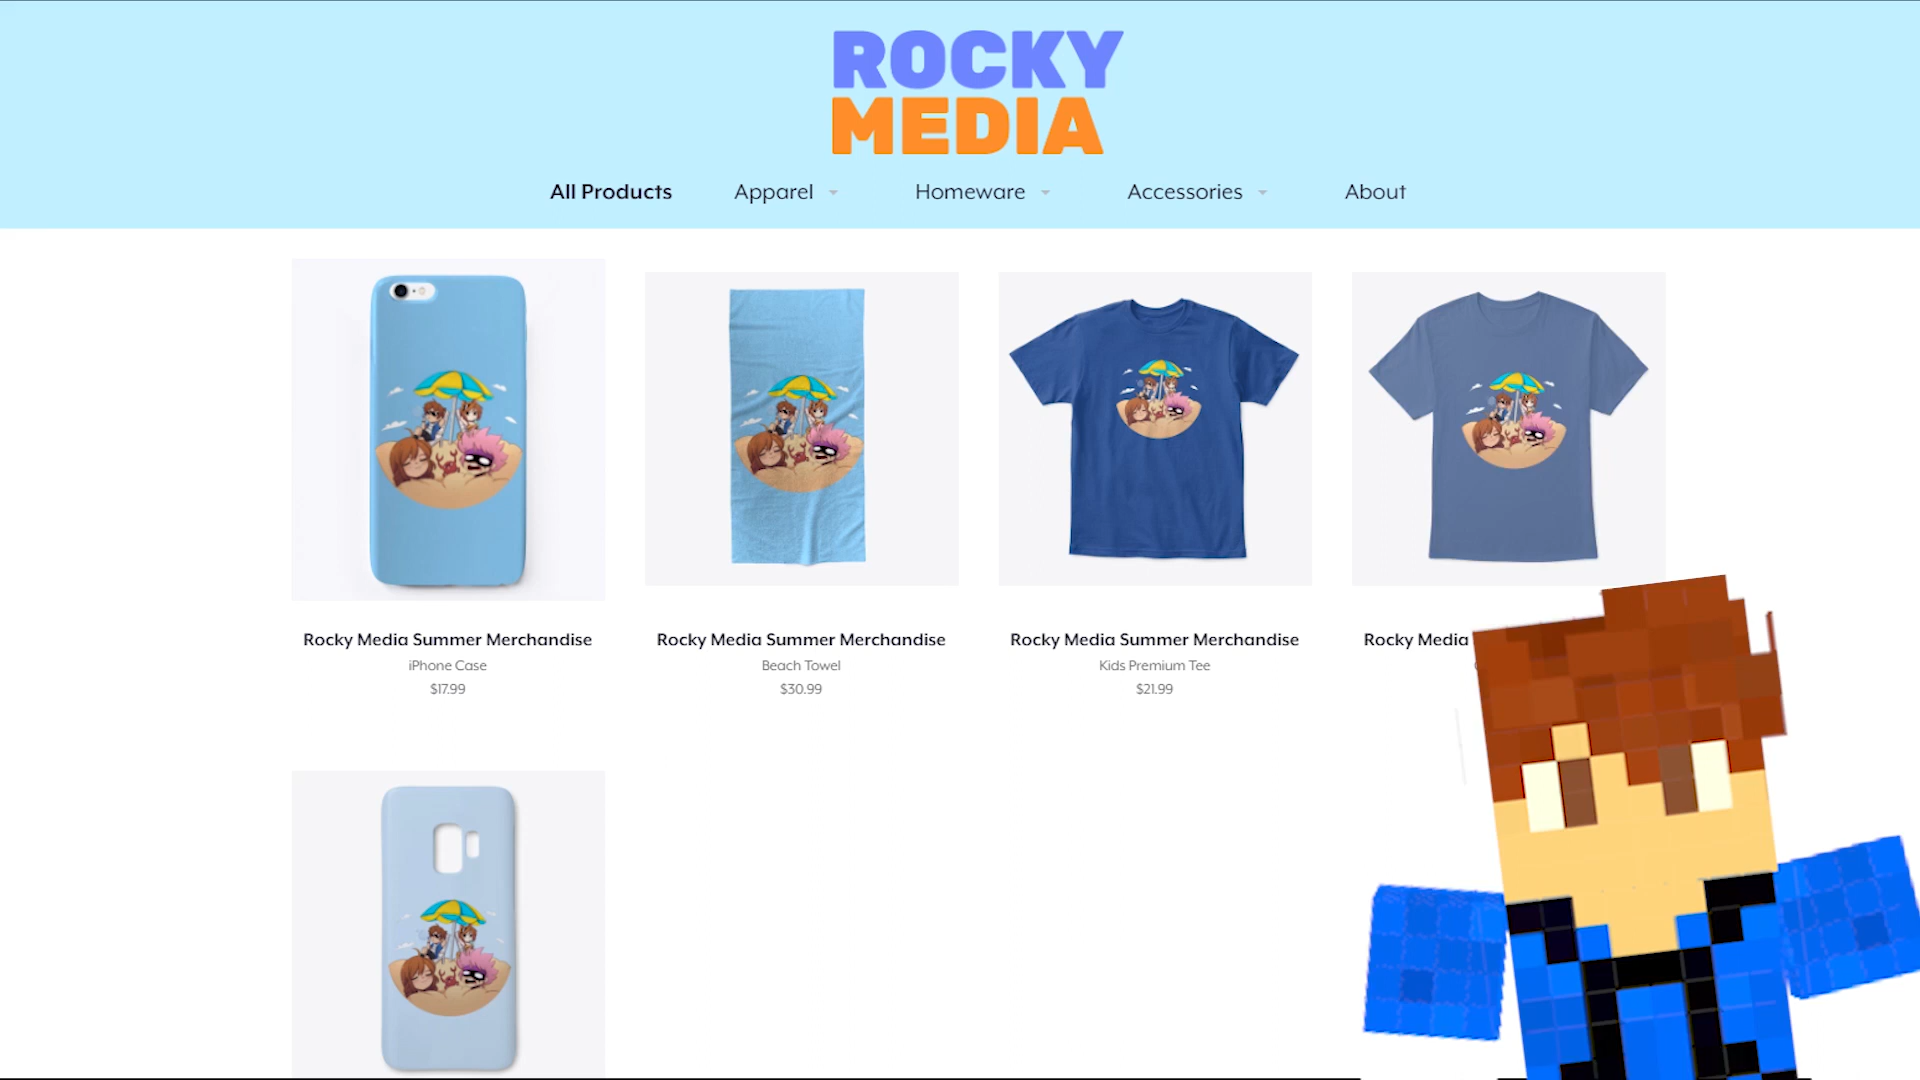 ROCKY
MEDIA
All Products
Apparel
Homeware
Accessories
About
Rocky Media Summer Merchandise
iPhone Case
$17.99
Rocky Media Summer Merchandise
Beach Towel
$30.99
Rocky Media Summer Merchandise
Kids Premium Tee
$21.99
Rocky Media